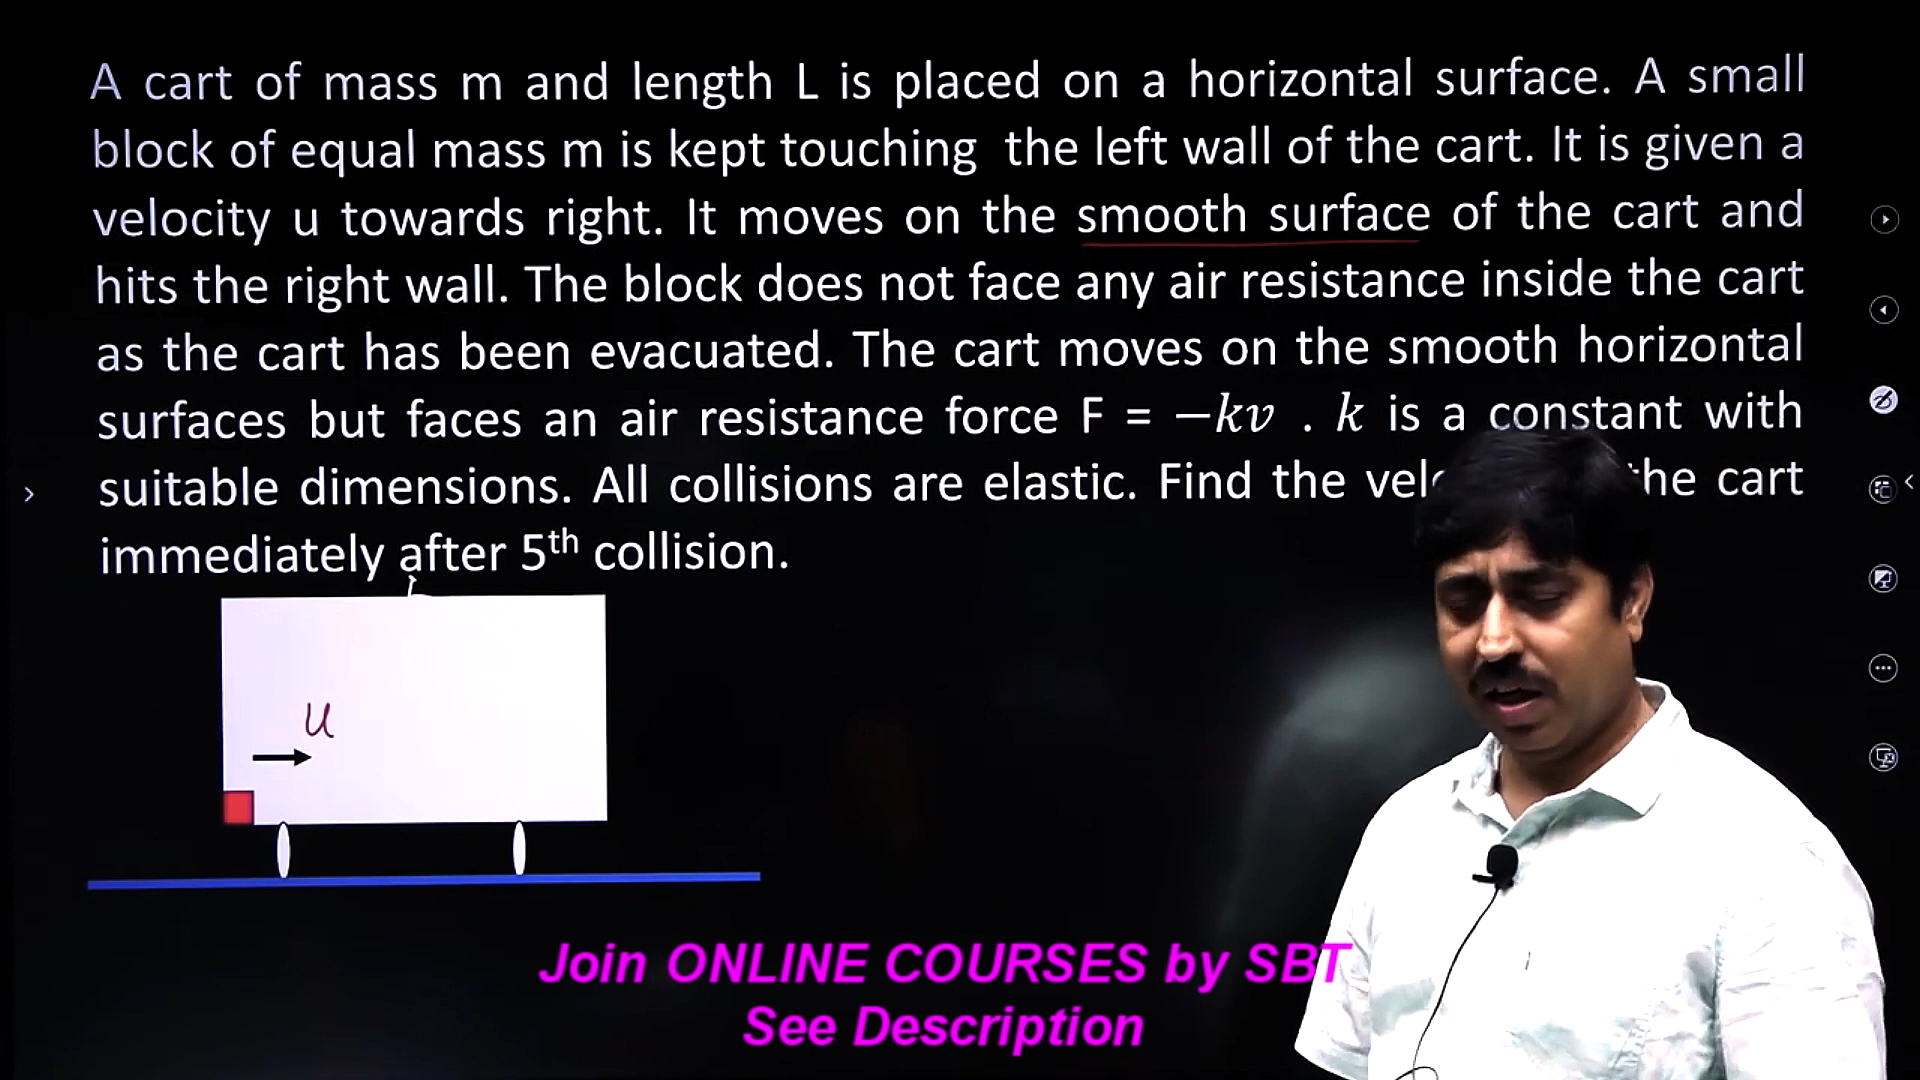 A cart of mass m and length L is placed on a horizontal surface. A small
block of equal mass m is kept touching the left wall of the cart. It is given a
velocity u towards right. It moves on the smooth surface of the cart and
hits the right wall. The block does not face any air resistance inside the cart
as the cart has been evacuated. The cart moves on the smooth horizontal
surfaces but faces an air resistance force F = −kv . k is a constant with
suitable dimensions. All collisions are elastic. Find the the cart
immediately after 5th collision.
u
Join ONLINE COURSES by SBT
See Description